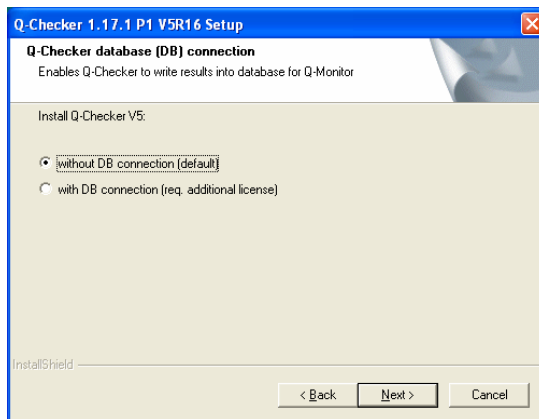 Q-Checker 1.17.1 P1 V5R16 Setup
Q-Checker database (DB) connection
Enables Q-Checker to write results into database for Q-Monitor
Install Q-Checker V5:
without DB connection (default)
with DB connection (req. additional license)
InstallShield
< Back
Next >
Cancel